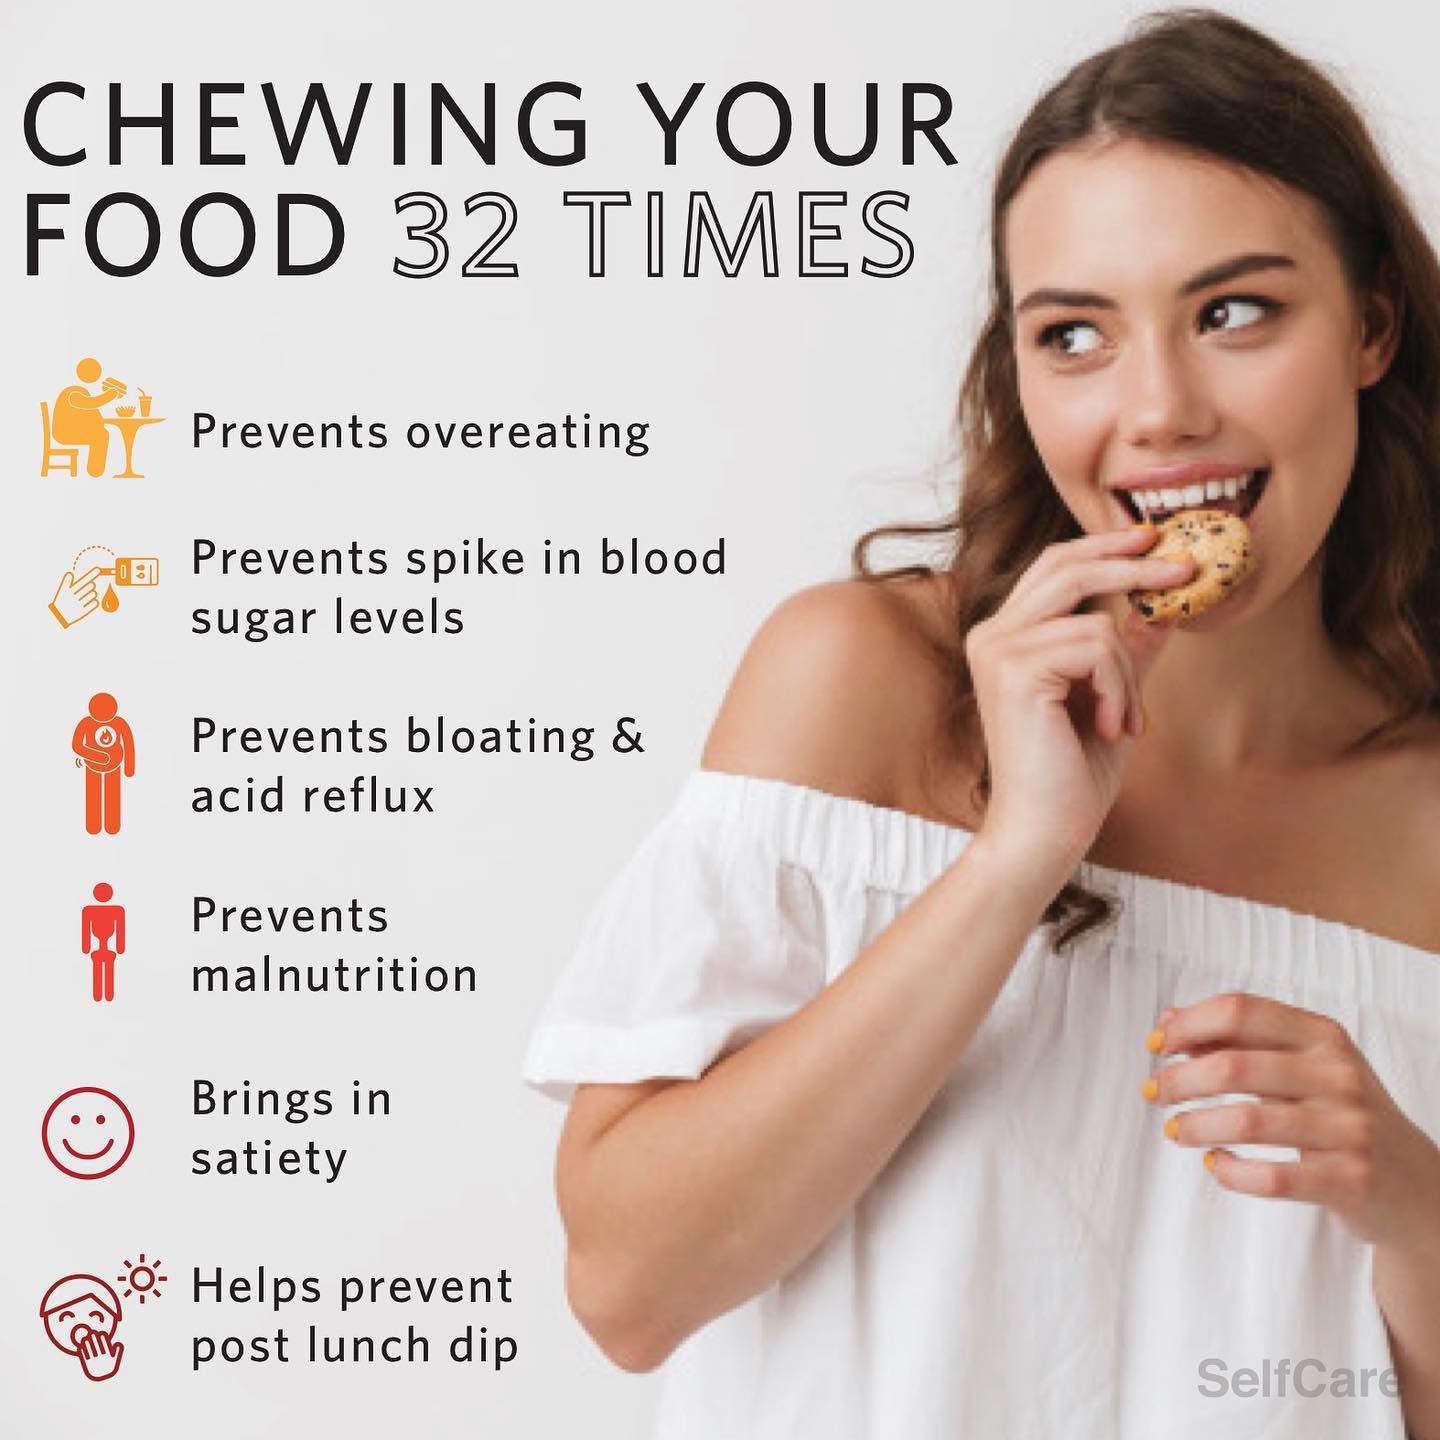 CHEWING YOUR
FOOD 32 TIMES
Prevents overeating
Prevents spike in blood
sugar levels
Prevents bloating &
acid reflux
Prevents
malnutrition
Brings in
satiety
Helps prevent
post lunch dip
SelfCare